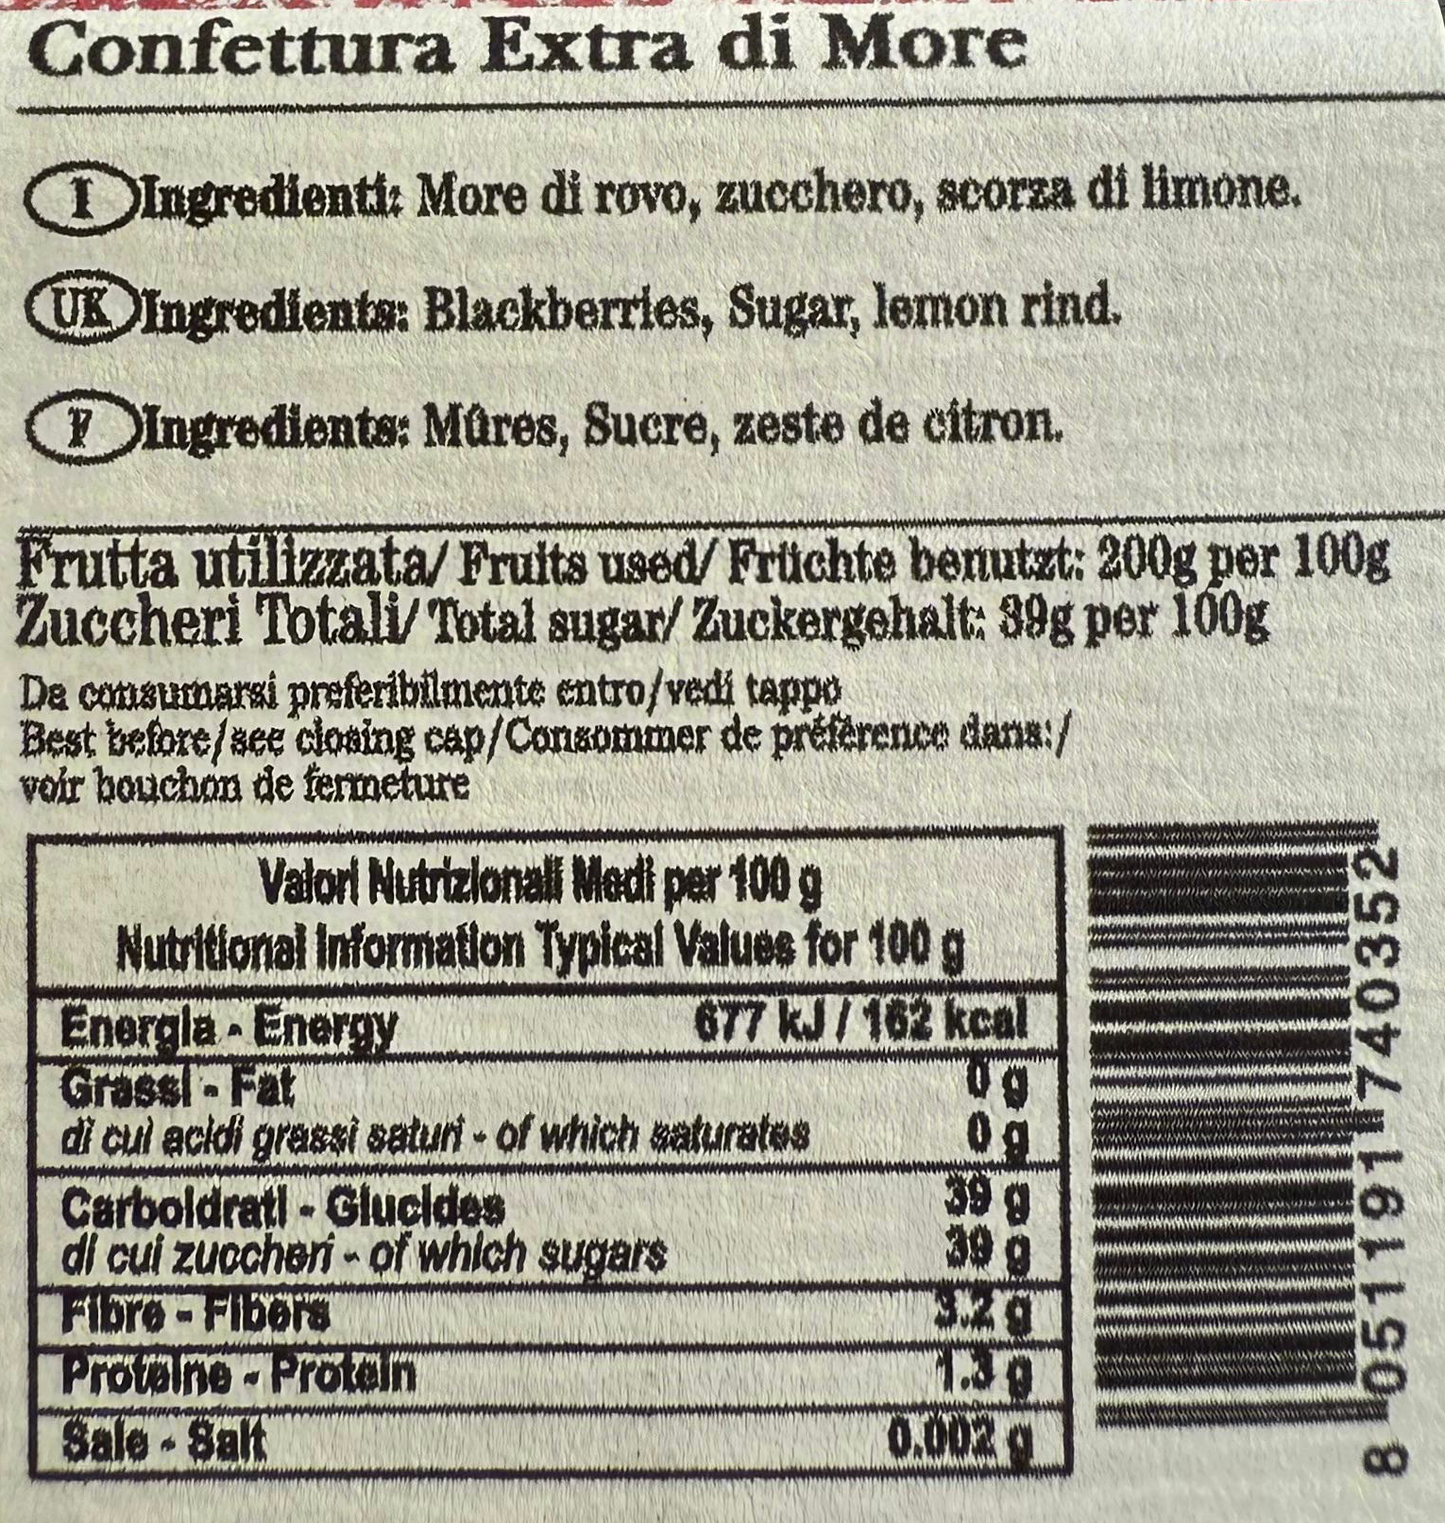 Confettura Extra di More
I Ingredienti: More di rovo, zucchero, scorza di limone.
UK Ingredients: Blackberries, Sugar, lemon rind.
F Ingredients: Mûres, Sucre, zeste de citron.
Frutta utilizzata/ Fruits used/ Früchte benutzt: 200g per 100g
Zuccheri Totali/ Total sugar/ Zuckergehalt: 39g per 100g
Da consumarsi preferibilmente entro/vedi tappo
Best before/see closing cap/Consommer de préférence dans:/
voir bouchon de fermeture
Valori Nutrizionali Medi per 100 g
Nutritional Information Typical Values for 100 g
Energia - Energy 677 kJ / 162 kcal
Grassi - Fat 0 g
di cui acidi grassi saturi - of which saturates 0 g
Carboidrati - Glucides 39 g
di cui zuccheri - of which sugars 39 g
Fibre - Fibers 3.2 g
Proteine - Protein 1.3 g
Sale - Salt 0.002 g
8 051191 740352